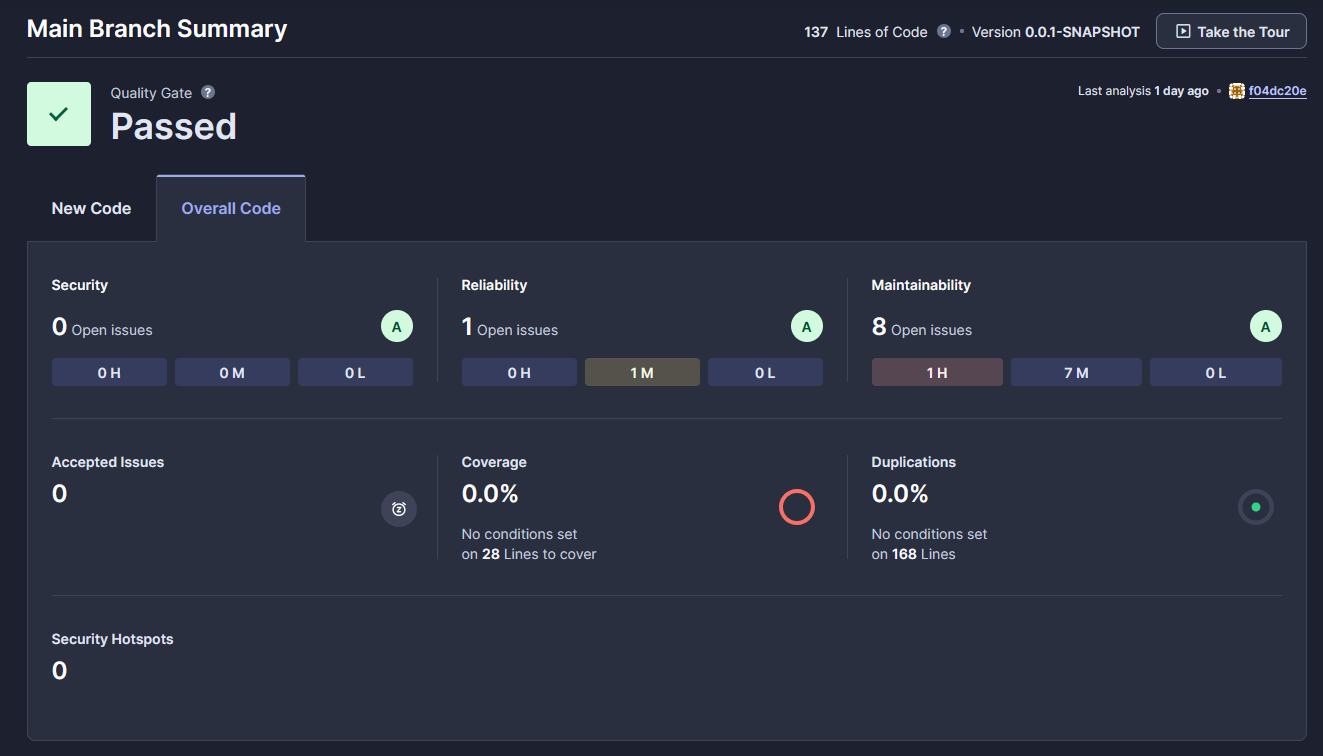 Main Branch Summary
137 Lines of Code ? • Version 0.0.1-SNAPSHOT
Take the Tour
Quality Gate ?
Passed
Last analysis 1 day ago • f04dc20e
New Code
Overall Code
Security
0 Open issues
A
0 H
0 M
0 L
Reliability
1 Open issues
A
0 H
1 M
0 L
Maintainability
8 Open issues
A
1 H
7 M
0 L
Accepted Issues
0
Coverage
0.0%
No conditions set
on 28 Lines to cover
Duplications
0.0%
No conditions set
on 168 Lines
Security Hotspots
0